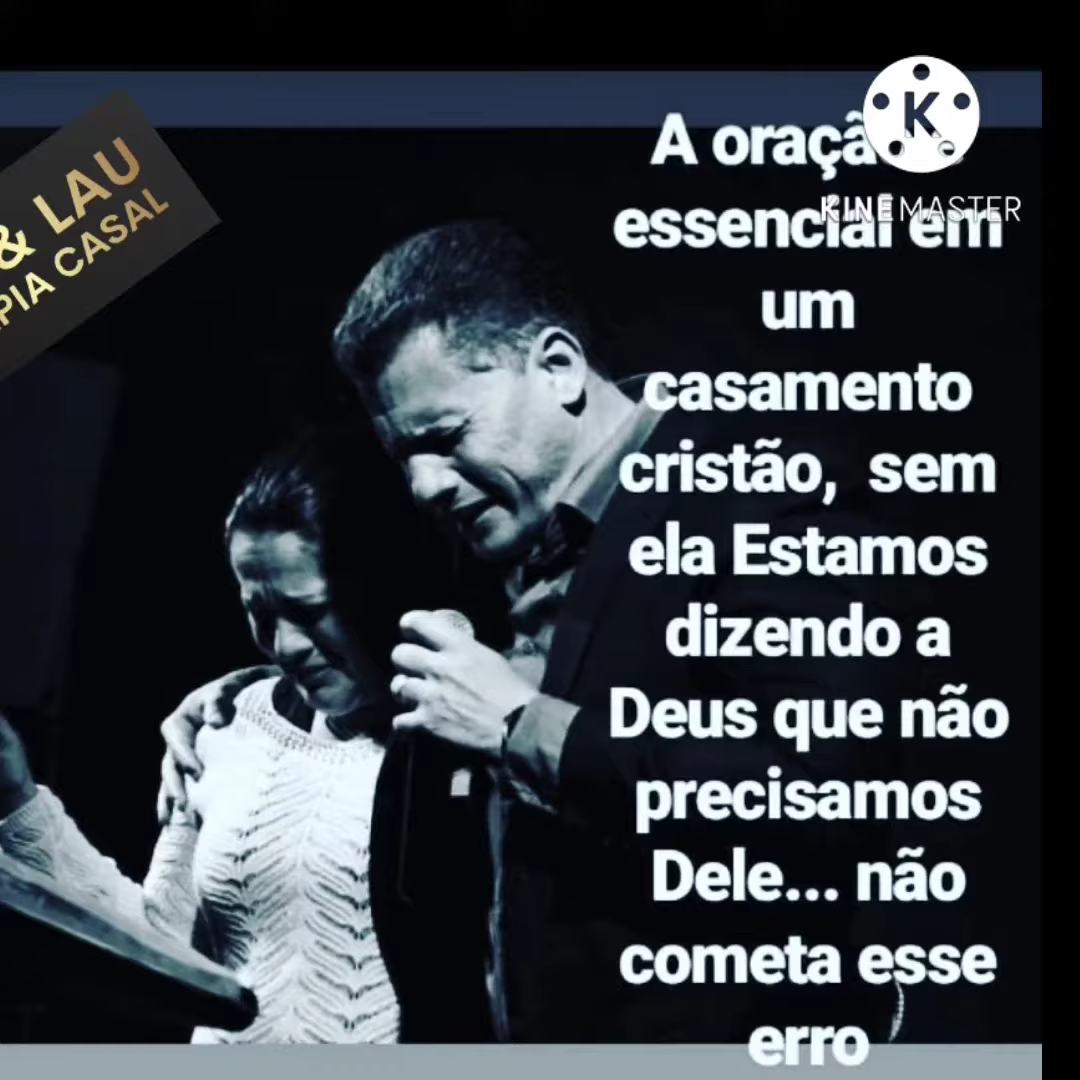 & LAU
PIA CASAL
K
KINEMASTER
A
essencial em
um
casamento
cristão, sem
ela Estamos
dizendo a
Deus que não
precisamos
Dele... não
cometa esse
erro